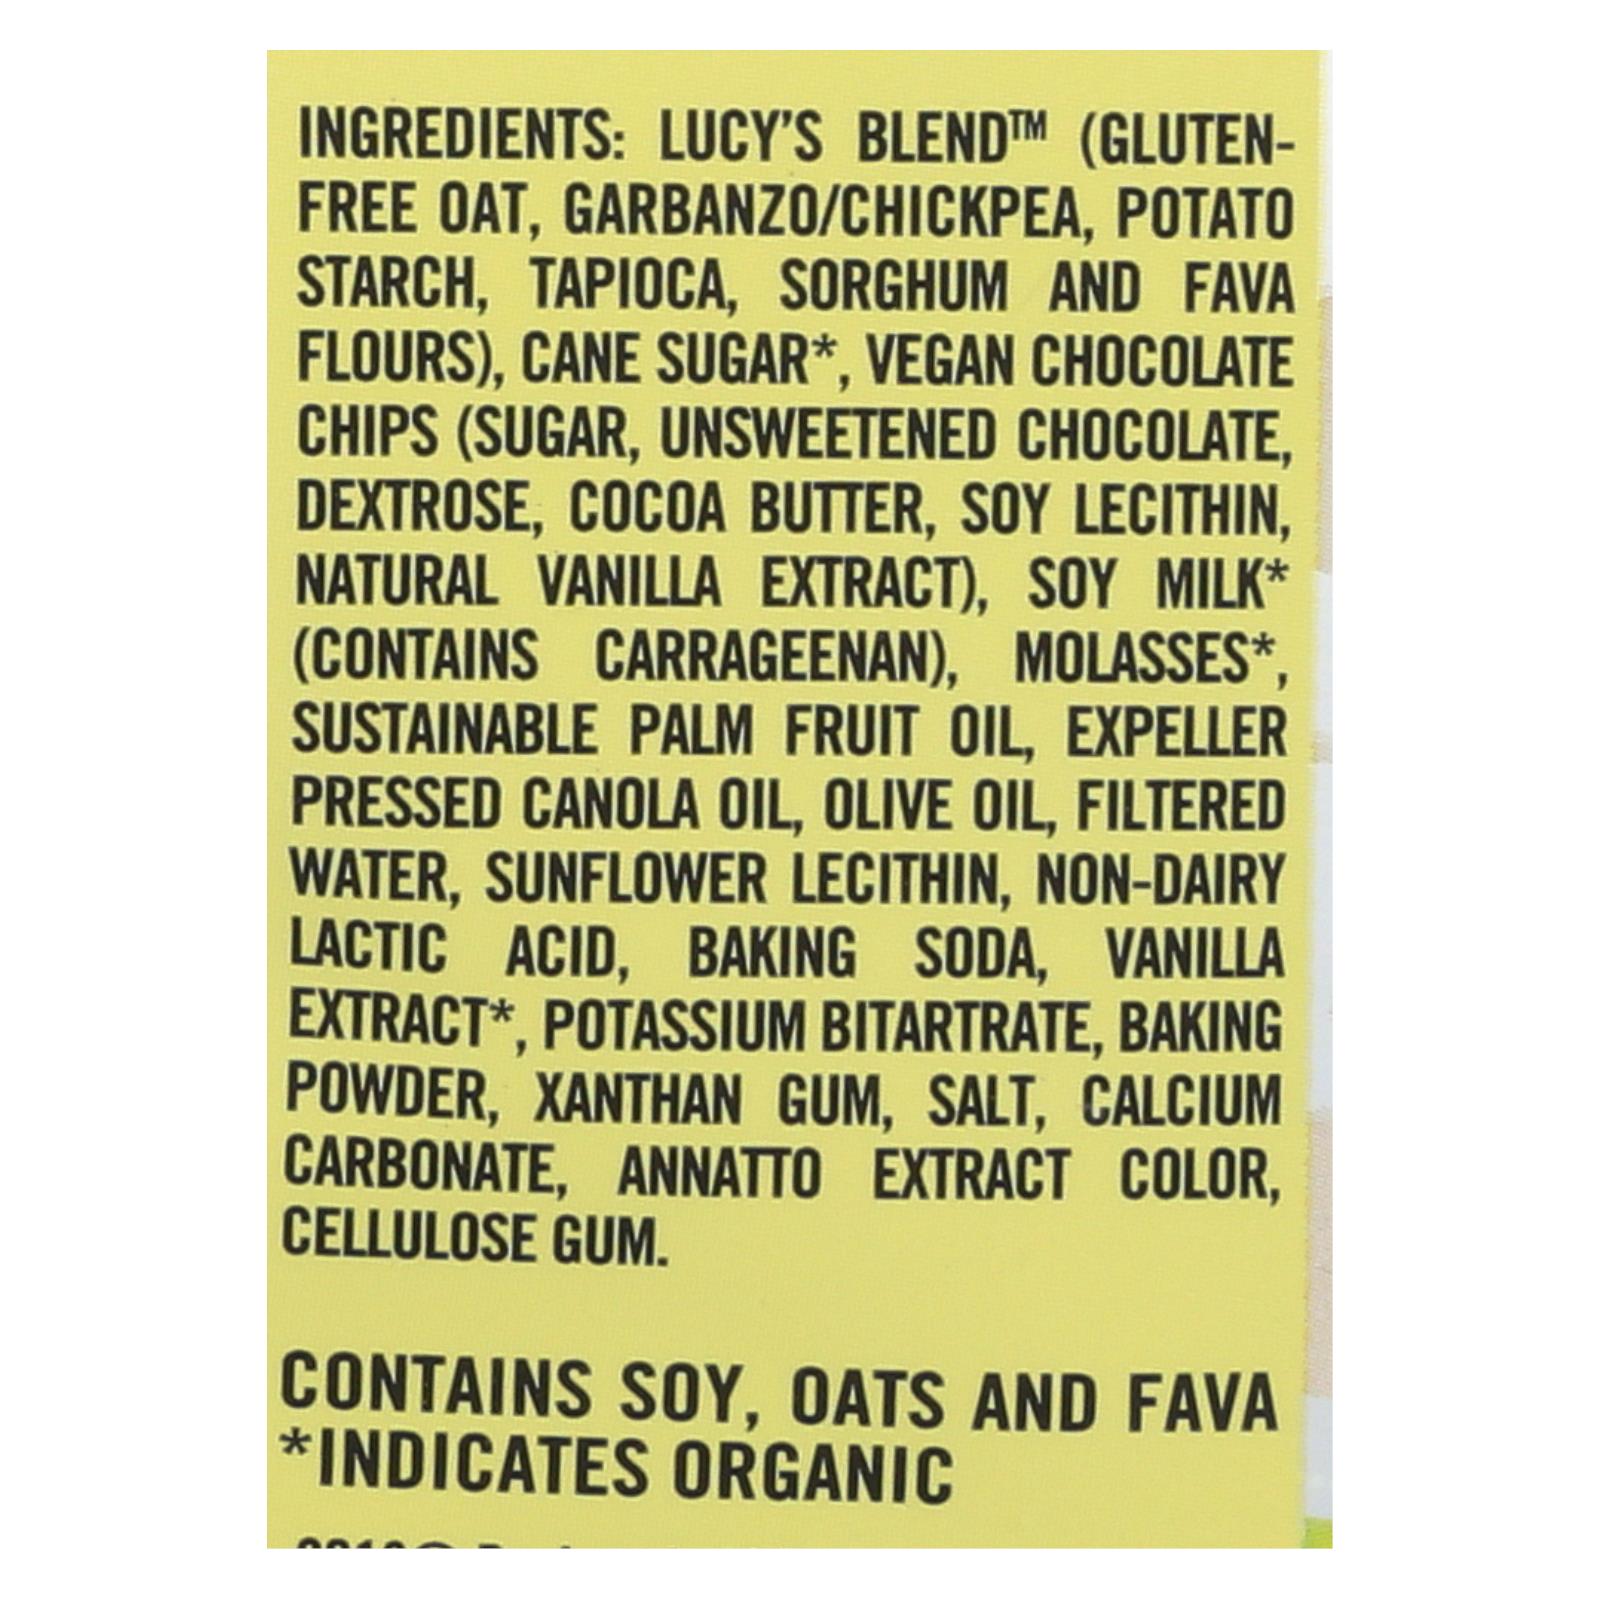 INGREDIENTS: LUCY'S BLEND™ (GLUTEN-
FREE OAT, GARBANZO/CHICKPEA, POTATO
STARCH, TAPIOCA, SORGHUM AND FAVA
FLOURS), CANE SUGAR*, VEGAN CHOCOLATE
CHIPS (SUGAR, UNSWEETENED CHOCOLATE,
DEXTROSE, COCOA BUTTER, SOY LECITHIN,
NATURAL VANILLA EXTRACT), SOY MILK*
(CONTAINS CARRAGEENAN), MOLASSES*,
SUSTAINABLE PALM FRUIT OIL, EXPELLER
PRESSED CANOLA OIL, OLIVE OIL, FILTERED
WATER, SUNFLOWER LECITHIN, NON-DAIRY
LACTIC ACID, BAKING SODA, VANILLA
EXTRACT*, POTASSIUM BITARTRATE, BAKING
POWDER, XANTHAN GUM, SALT, CALCIUM
CARBONATE, ANNATTO EXTRACT COLOR,
CELLULOSE GUM.
CONTAINS SOY, OATS AND FAVA
*INDICATES ORGANIC